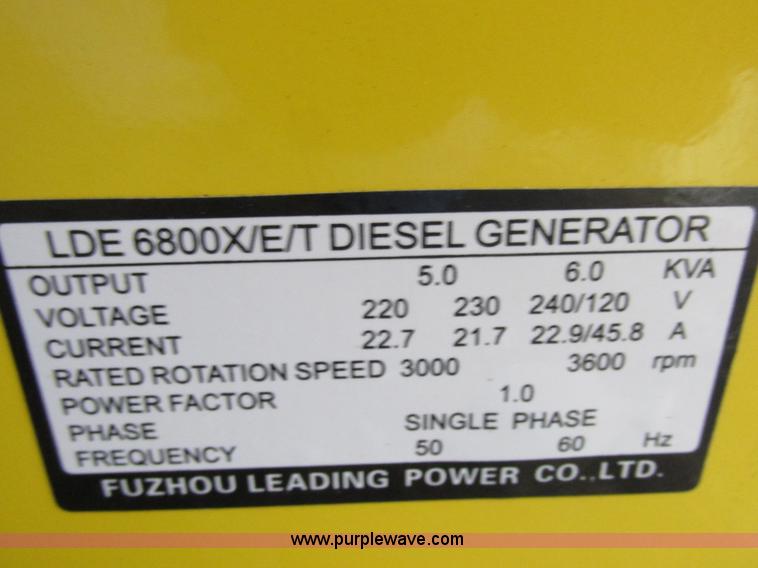 LDE 6800X/E/T DIESEL GENERATOR
OUTPUT 5.0 6.0 KVA
VOLTAGE 220 230 240/120 V
CURRENT 22.7 21.7 22.9/45.8 A
RATED ROTATION SPEED 3000 3600 rpm
POWER FACTOR 1.0
PHASE SINGLE PHASE
FREQUENCY 50 60 Hz
FUZHOU LEADING POWER CO.,LTD.
www.purplewave.com